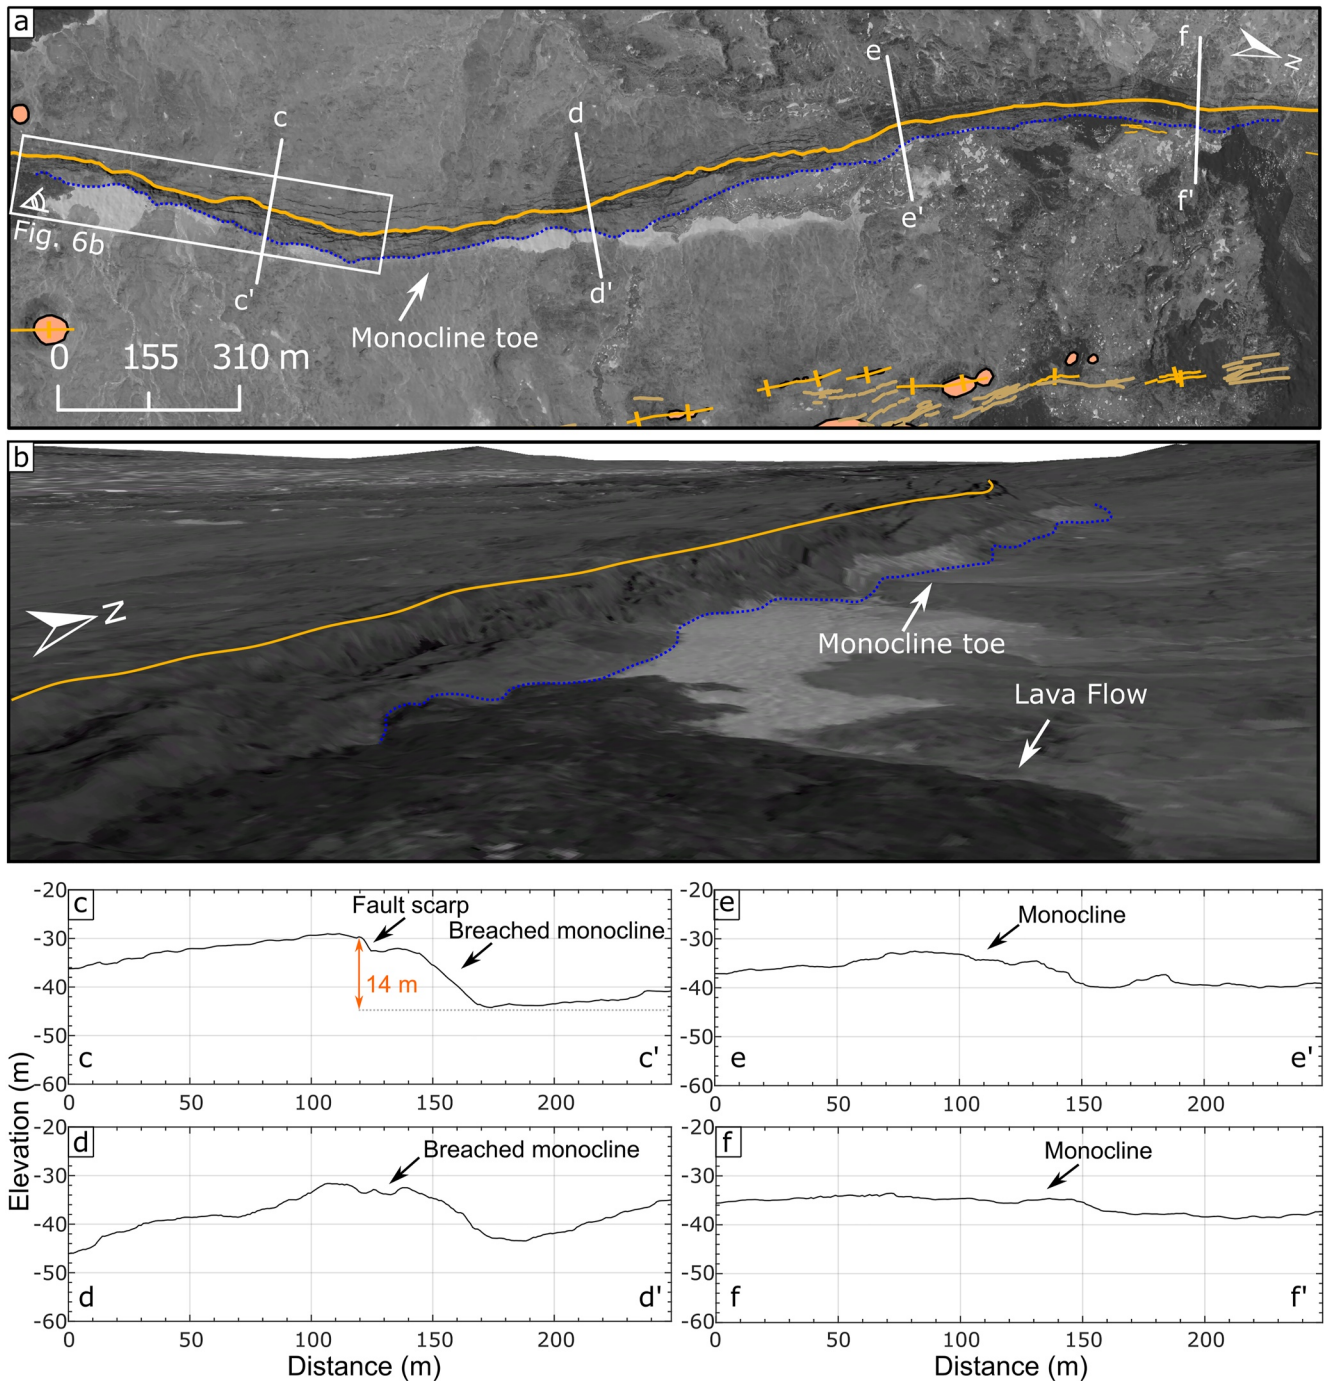 a
c
d
e
f
N
Fig. 6b
c'
d'
e'
f'
Monocline toe
0 155 310 m
b
N
Monocline toe
Lava Flow
Elevation (m)
-20
-30
-40
-50
-60
c
Fault scarp
Breached monocline
14 m
c c'
0 50 100 150 200
-20
-30
-40
-50
-60
e
Monocline
e e'
0 50 100 150 200
-20
-30
-40
-50
-60
d
Breached monocline
d d'
0 50 100 150 200
Distance (m)
-20
-30
-40
-50
-60
f
Monocline
f f'
0 50 100 150 200
Distance (m)